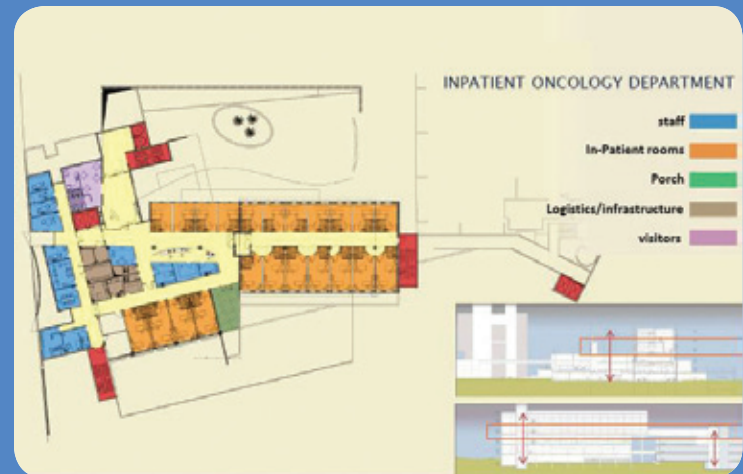 INPATIENT ONCOLOGY DEPARTMENT
staff
In-Patient rooms
Porch
Logistics/infrastructure
visitors